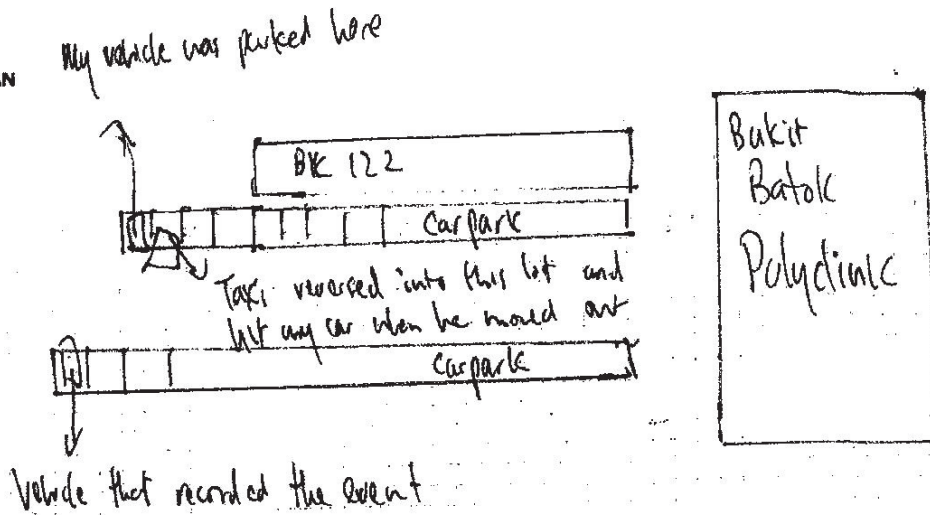 AN
My vehicle was parked here
BK 122
Carpark
Taxi reversed into this lot and
hit my car when he moved out
Carpark
Vehicle that recorded the event
Bukit
Batok
Polyclinic